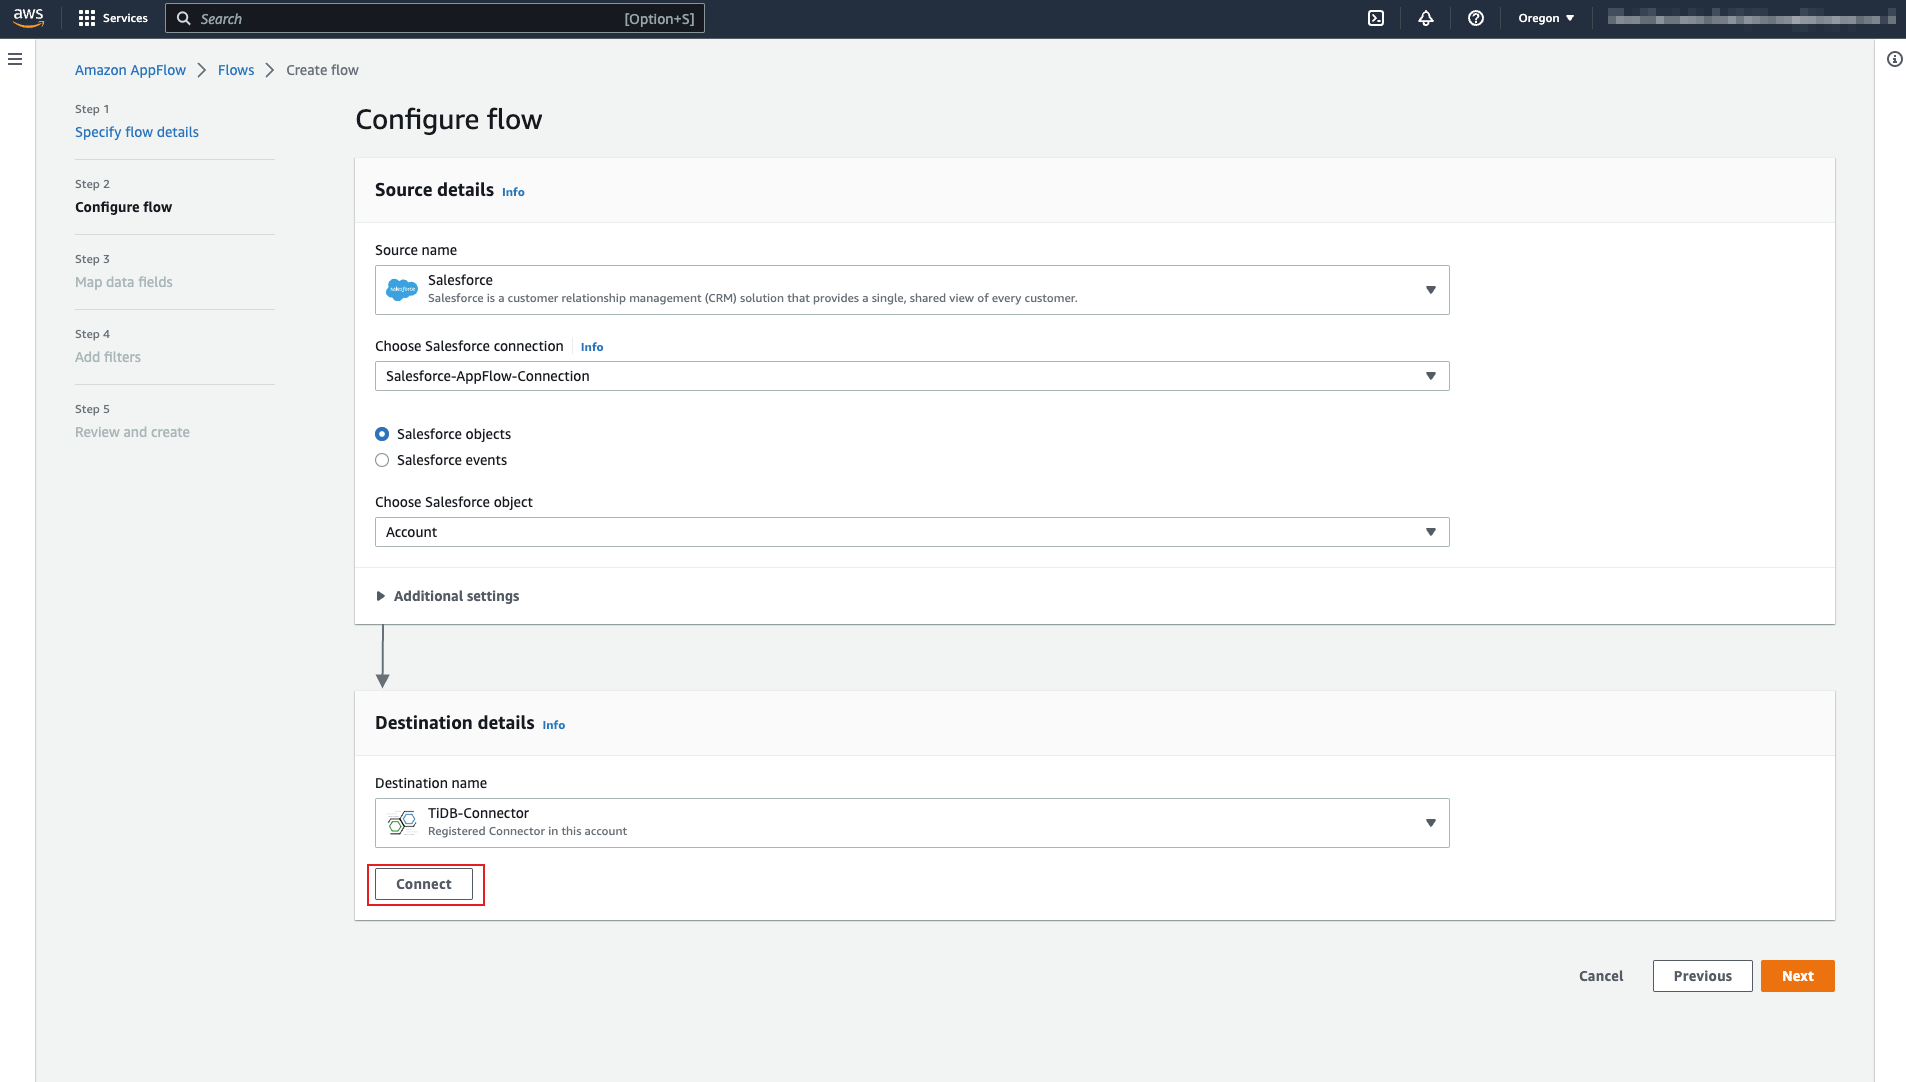 aws
Services
Search
[Option+S]
Oregon
Amazon AppFlow
Flows
Create flow
Step 1
Specify flow details
Step 2
Configure flow
Step 3
Map data fields
Step 4
Add filters
Step 5
Review and create
Configure flow
Source details Info
Source name
salesforce
Salesforce
Salesforce is a customer relationship management (CRM) solution that provides a single, shared view of every customer.
Choose Salesforce connection Info
Salesforce-AppFlow-Connection
Salesforce objects
Salesforce events
Choose Salesforce object
Account
Additional settings
Destination details Info
Destination name
TiDB-Connector
Registered Connector in this account
Connect
Cancel
Previous
Next